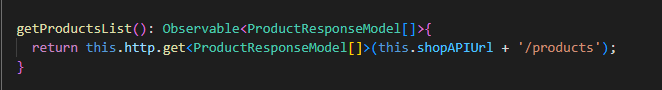 getProductsList(): Observable<ProductResponseModel[]>{
return this.http.get<ProductResponseModel[]>(this.shopAPIUrl + '/products');
}